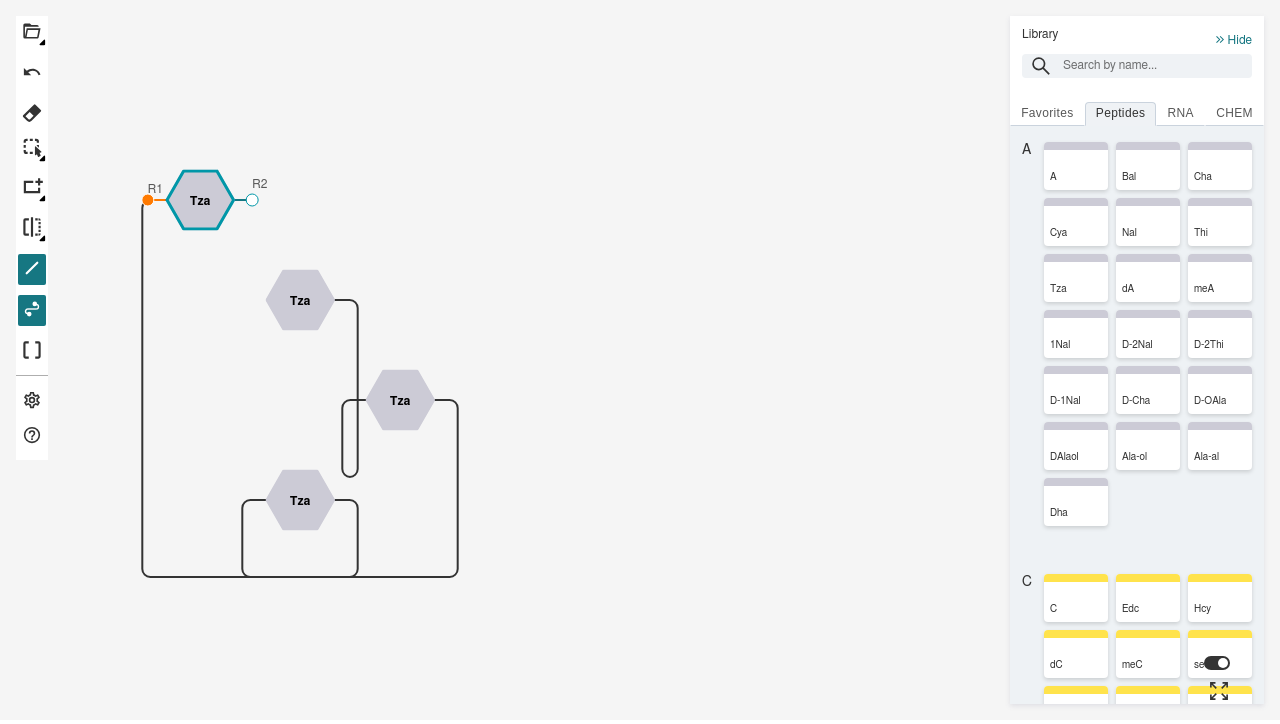 Library
Hide
Search by name...
Favorites Peptides RNA CHEM
R1 Tza R2
Tza
Tza
Tza
A
A Bal Cha
Cya Nal Thi
Tza dA meA
1Nal D-2Nal D-2Thi
D-1Nal D-Cha D-OAla
DAlaol Ala-ol Ala-al
Dha
C
C Edc Hcy
dC meC